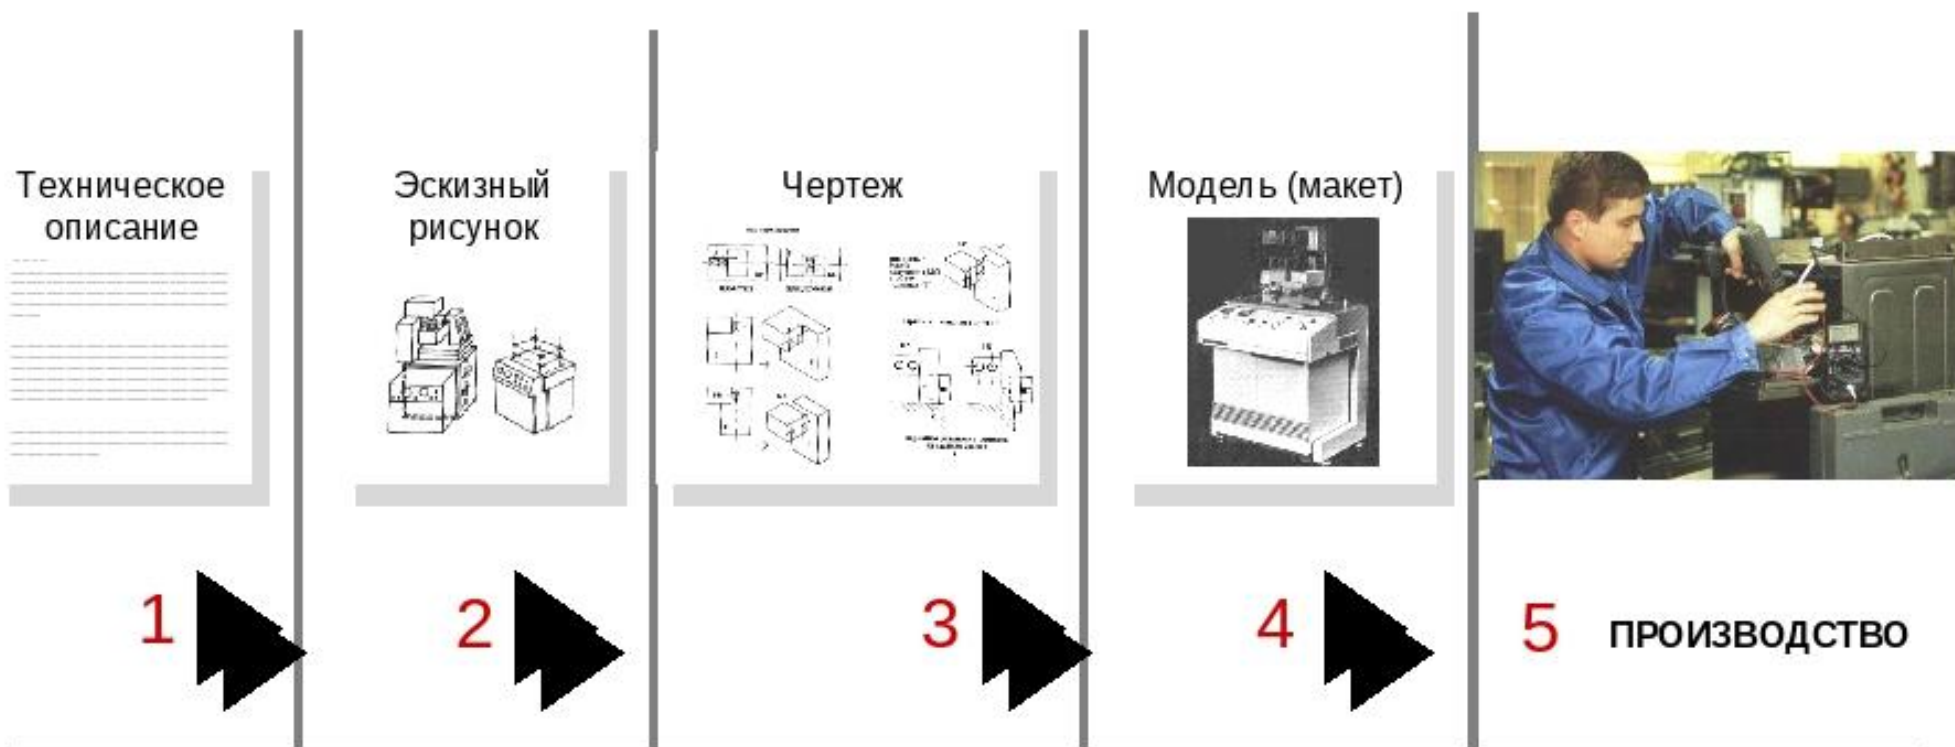 Техническое
описание
Эскизный
рисунок
Чертеж
Модель (макет)
1
2
3
4
5
ПРОИЗВОДСТВО